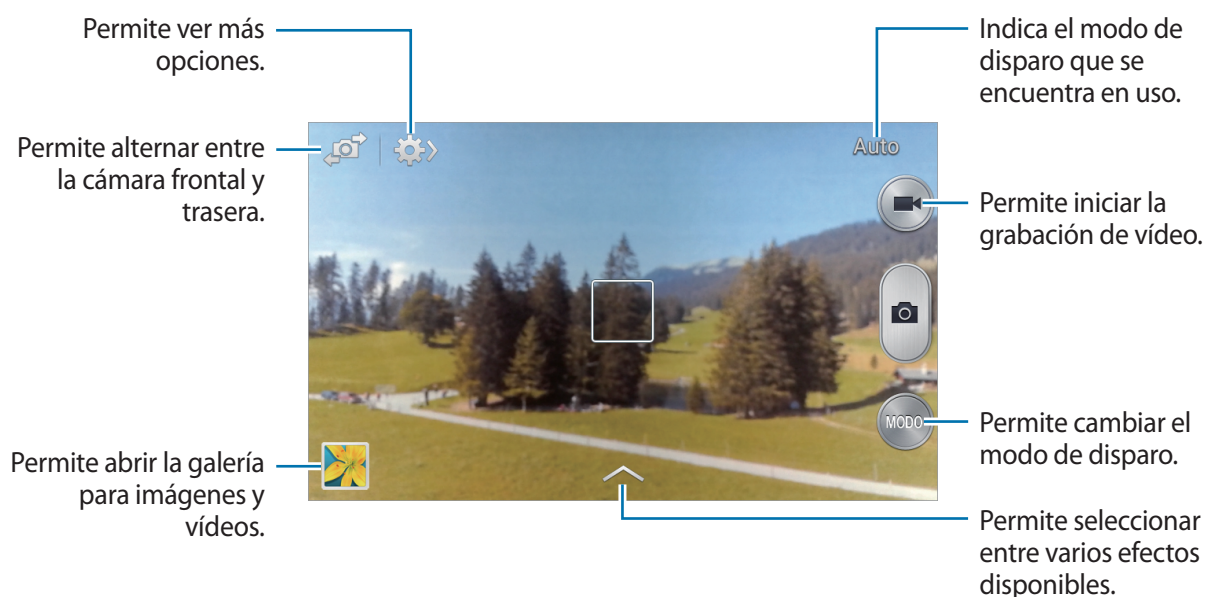 Permite ver más
opciones.
Permite alternar entre
la cámara frontal y
trasera.
Permite abrir la galería
para imágenes y
vídeos.
Auto
MODO
Indica el modo de
disparo que se
encuentra en uso.
Permite iniciar la
grabación de vídeo.
Permite cambiar el
modo de disparo.
Permite seleccionar
entre varios efectos
disponibles.